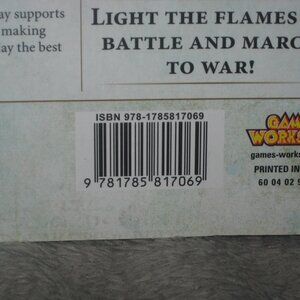 ay supports
making
ay the best
LIGHT THE FLAMES
BATTLE AND MARC
TO WAR!
ISBN 978-1785817069
9 781785 817069
GAM
WORKS
games-works
PRINTED IN
60 04 02